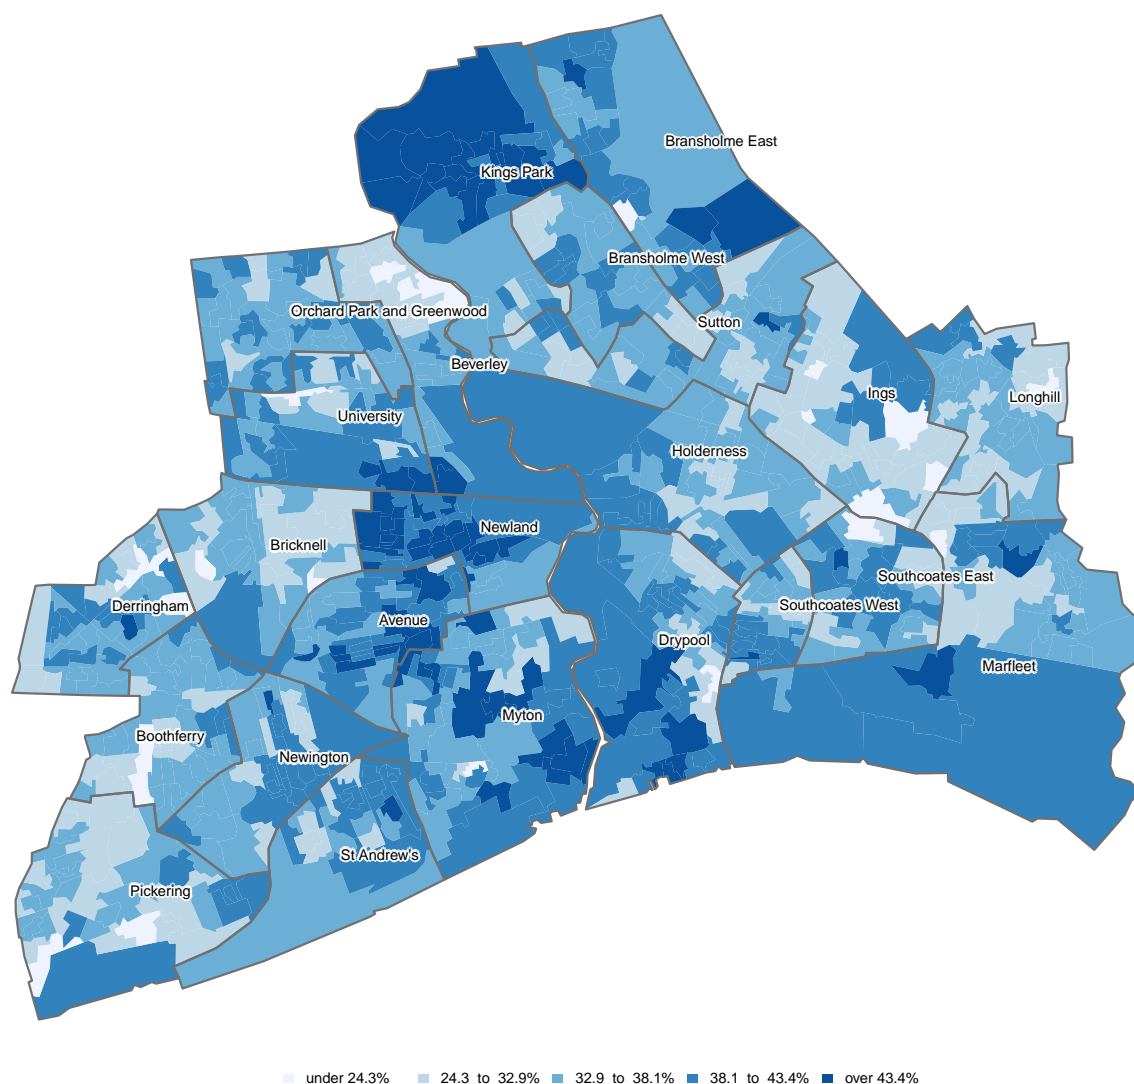 Bransholme East
Kings Park
Bransholme West
Orchard Park and Greenwood
Sutton
Beverley
Ings
Longhill
University
Holderness
Newland
Bricknell
Southcoates East
Derringham
Southcoates West
Avenue
Drypool
Marfleet
Myton
Boothferry
Newington
St Andrew's
Pickering
under 24.3% 24.3 to 32.9% 32.9 to 38.1% 38.1 to 43.4% over 43.4%